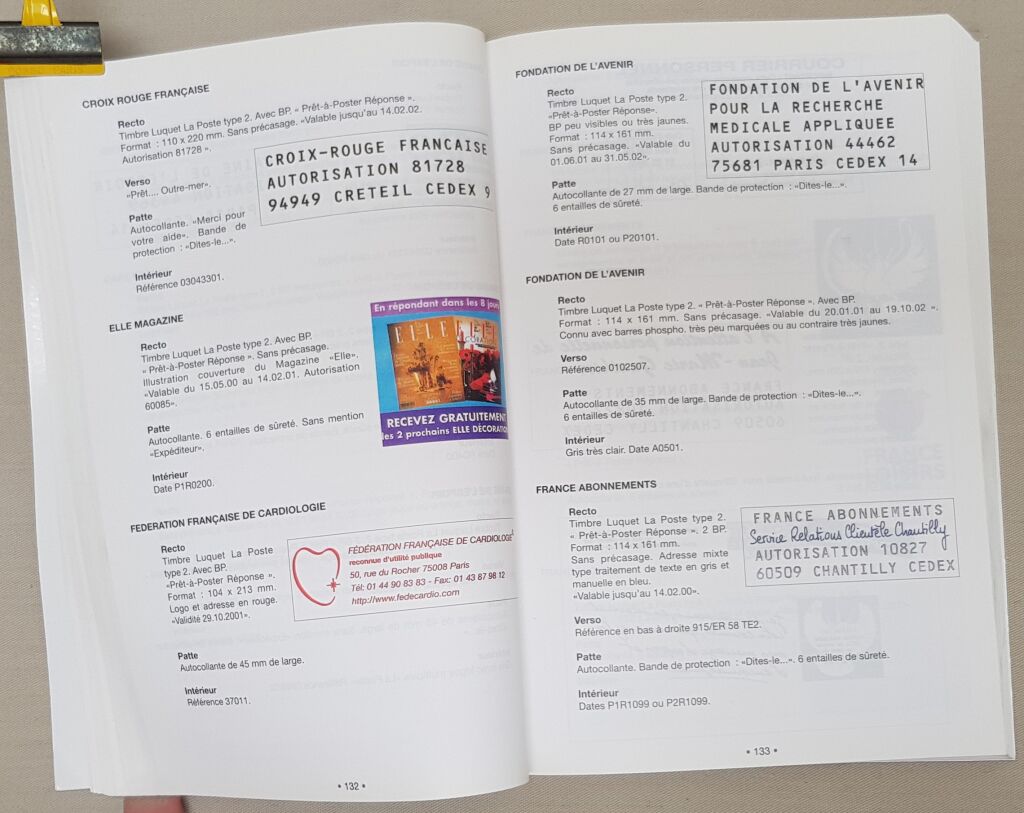 CROIX ROUGE FRANÇAISE
Recto
Timbre Luquet La Poste type 2. Avec BP. « Prêt-à-Poster Réponse ».
Format : 110 x 220 mm. Sans précasage. «Valable jusqu'au 14.02.02.
Autorisation 81728 ».
CROIX-ROUGE FRANCAISE
AUTORISATION 81728
94949 CRETEIL CEDEX 9
Verso
«Prêt.... Outre-mer».
Patte
Autocollante. «Merci pour
votre aide». Bande de
protection : «Dites-le...».
Intérieur
Référence 03043301.
ELLE MAGAZINE
Recto
Timbre Luquet La Poste type 2. Avec BP.
« Prêt-à-Poster Réponse ». Sans précasage.
Illustration couverture du Magazine «Elle».
«Valable du 15.05.00 au 14.02.01. Autorisation
60085».
Patte
Autocollante. 6 entailles de sûreté. Sans mention
«Expéditeur».
Intérieur
Date P1R0200.
En répondant dans les 8 jours
ELLE
RECEVEZ GRATUITEMENT
les 2 prochains ELLE DÉCORATION
FEDERATION FRANÇAISE DE CARDIOLOGIE
Recto
Timbre Luquet La Poste
type 2. Avec BP.
«Prêt-à-Poster Réponse ».
Format : 104 x 213 mm.
Logo et adresse en rouge.
«Validité 29.10.2001».
FÉDÉRATION FRANÇAISE DE CARDIOLOGIE
reconnue d'utilité publique
50, rue du Rocher 75008 Paris
Tél: 01 44 90 83 83 - Fax: 01 43 87 98 12
http://www.fedecardio.com
Patte
Autocollante de 45 mm de large.
Intérieur
Référence 37011.
• 132 •
FONDATION DE L'AVENIR
Recto
Timbre Luquet La Poste type 2.
«Prêt-à-Poster Réponse».
BP peu visibles ou très jaunes.
Format : 114 x 161 mm.
Sans précasage. «Valable du
01.06.01 au 31.05.02».
FONDATION DE L'AVENIR
POUR LA RECHERCHE
MEDICALE APPLIQUEE
AUTORISATION 44462
75681 PARIS CEDEX 14
Patte
Autocollante de 27 mm de large. Bande de protection : «Dites-le...».
6 entailles de sûreté.
Intérieur
Date R0101 ou P20101.
FONDATION DE L'AVENIR
Recto
Timbre Luquet La Poste type 2. « Prêt-à-Poster Réponse ». Avec BP.
Format : 114 x 161 mm. Sans précasage. «Valable du 20.01.01 au 19.10.02 ».
Connu avec barres phospho. très peu marquées ou au contraire très jaunes.
Verso
Référence 0102507.
Patte
Autocollante de 35 mm de large. Bande de protection : «Dites-le...».
6 entailles de sûreté.
Intérieur
Gris très clair. Date A0501.
FRANCE ABONNEMENTS
Recto
Timbre Luquet La Poste type 2.
« Prêt-à-Poster Réponse ». 2 BP.
Format : 114 x 161 mm.
Sans précasage. Adresse mixte
type traitement de texte en gris et
manuelle en bleu.
«Valable jusqu'au 14.02.00».
FRANCE ABONNEMENTS
Service Relations Clientèle Chantilly
AUTORISATION 10827
60509 CHANTILLY CEDEX
Verso
Référence en bas à droite 915/ER 58 TE2.
Patte
Autocollante. Bande de protection : «Dites-le...». 6 entailles de sûreté.
Intérieur
Dates P1R1099 ou P2R1099.
• 133 •